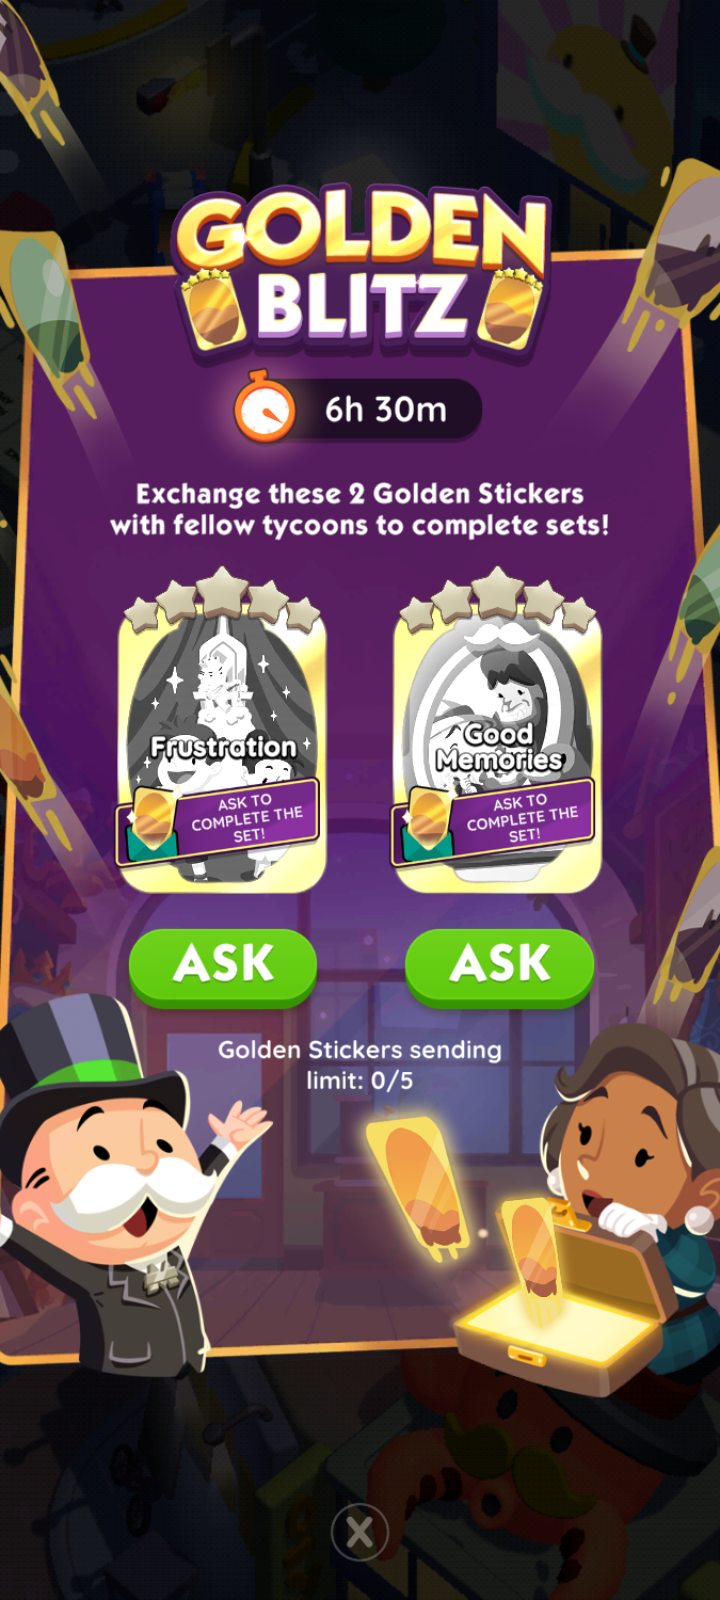 GOLDEN
BLITZ
6h 30m
Exchange these 2 Golden Stickers
with fellow tycoons to complete sets!
Frustration
ASK TO
COMPLETE THE
SET!
Good
Memories
ASK TO
COMPLETE THE
SET!
ASK
ASK
Golden Stickers sending
limit: 0/5
X